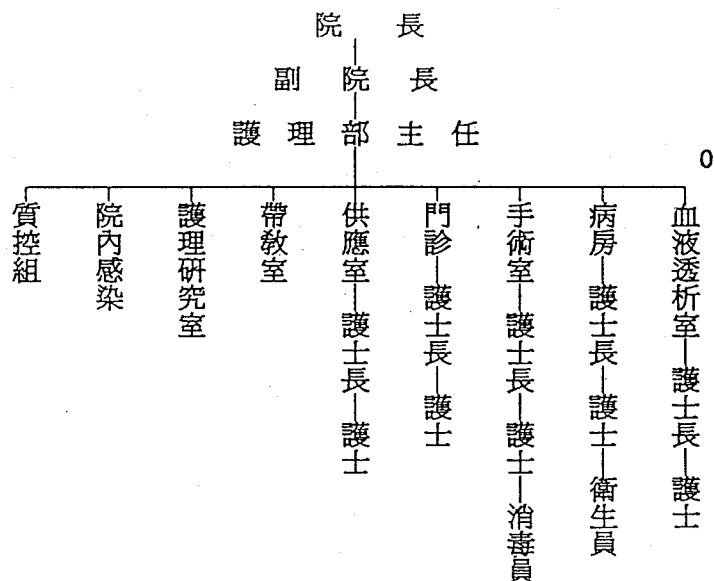 院長
副院長
護理部主任
0
質控組
院內感染
護理研究室
帶教室
供應室─護士長─護士
門診─護士長─護士
手術室─護士長─護士─消毒員
病房─護士長─護士─衛生員
血液透析室─護士長─護士